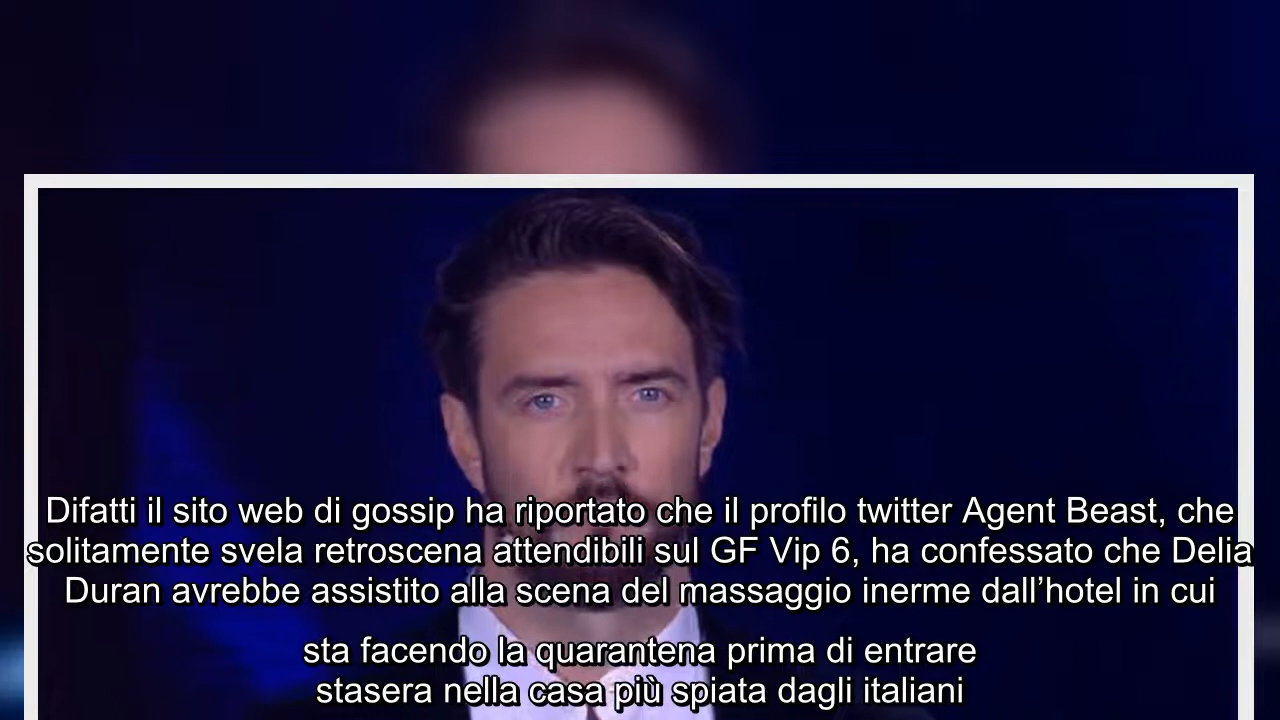 Difatti il sito web di gossip ha riportato che il profilo twitter Agent Beast, che
solitamente svela retroscena attendibili sul GF Vip 6, ha confessato che Delia
Duran avrebbe assistito alla scena del massaggio inerme dall’hotel in cui
sta facendo la quarantena prima di entrare
stasera nella casa più spiata dagli italiani